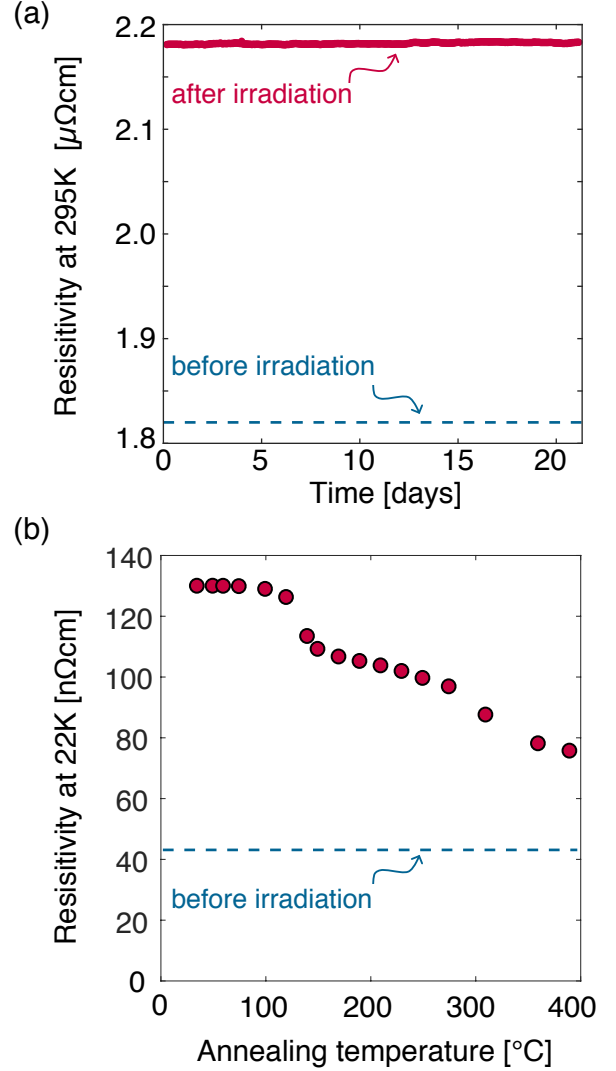 (a)
Resisitivity at 295K [μΩcm]
2.2
2.1
2.0
1.9
1.8
after irradiation
before irradiation
0
5
10
15
20
Time [days]
(b)
Resisitivity at 22K [nΩcm]
140
120
100
80
60
40
20
0
before irradiation
0
100
200
300
400
Annealing temperature [°C]